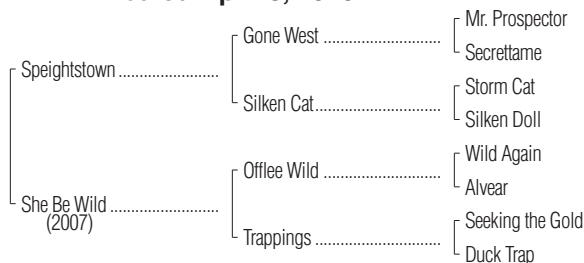 Mr. Prospector
Gone West ..............................
Secrettame
Speightstown ........................
Storm Cat
Silken Cat ...............................
Silken Doll
Wild Again
Offlee Wild .............................
Alvear
She Be Wild ..........................
(2007)
Seeking the Gold
Trappings ...............................
Duck Trap